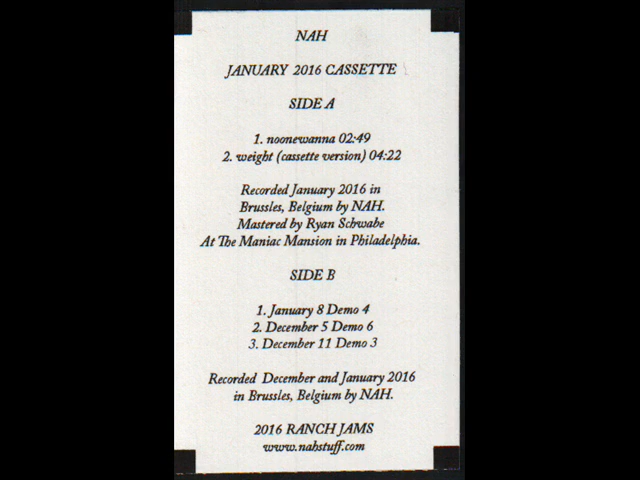 NAH
JANUARY 2016 CASSETTE
SIDE A
1. noonewanna 02:49
2. weight (cassette version) 04:22
Recorded January 2016 in
Brussles, Belgium by NAH.
Mastered by Ryan Schwabe
At The Maniac Mansion in Philadelphia.
SIDE B
1. January 8 Demo 4
2. December 5 Demo 6
3. December 11 Demo 3
Recorded December and January 2016
in Brussles, Belgium by NAH.
2016 RANCH JAMS
www.nahstuff.com